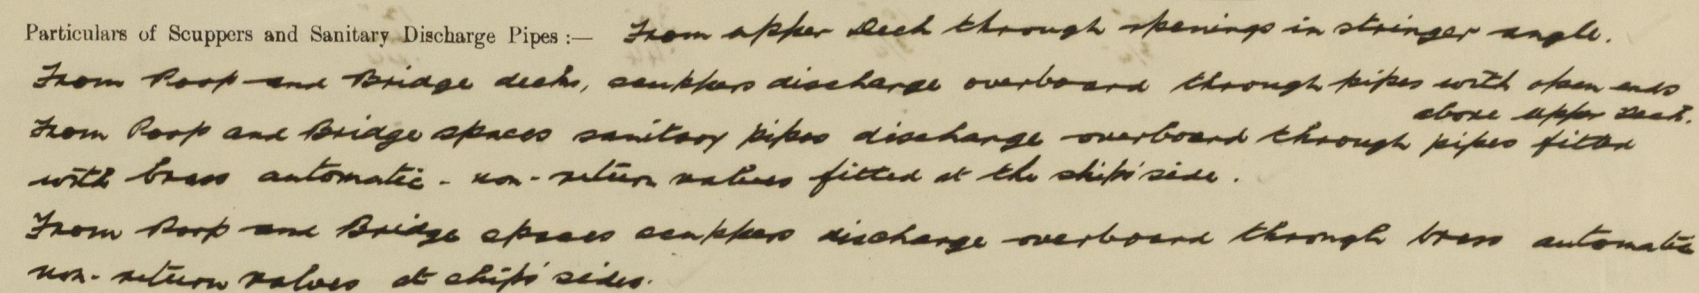 Particulars of Scuppers and Sanitary Discharge Pipes :— From upper Deck through openings in stringer angle.
From Poop and Bridge decks, scuppers discharge overboard through pipes with open ends
above upper Deck.
From Poop and Bridge spaces sanitary pipes discharge overboard through pipes fitted
with brass automatic - non-return valves fitted at the ship's side.
From Poop and Bridge spaces scuppers discharge overboard through brass automatic
non-return valves at ship's sides.